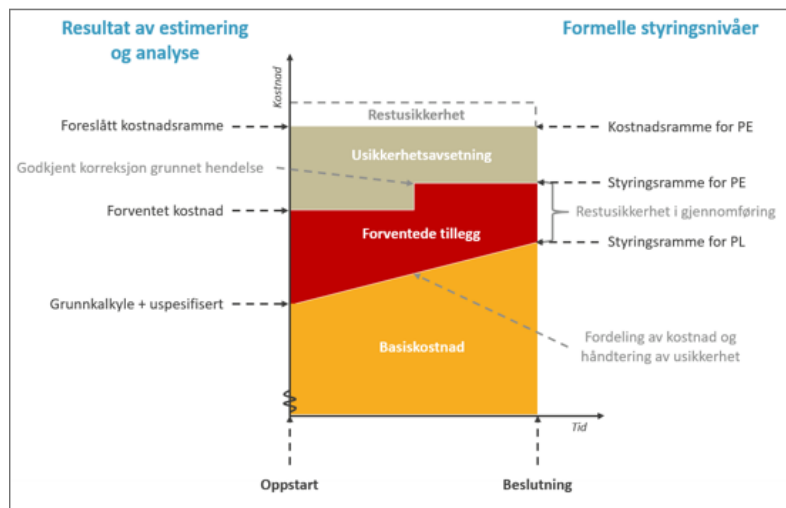 Resultat av estimering
og analyse
Formelle styringsnivåer
Kostnad
Restusikkerhet
Foreslått kostnadsramme
Kostnadsramme for PE
Usikkerhetsavsetning
Godkjent korreksjon grunnet hendelse
Styringsramme for PE
Forventet kostnad
Restusikkerhet i gjennomføring
Forventede tillegg
Styringsramme for PL
Grunnkalkyle + uspesifisert
Basiskostnad
Fordeling av kostnad og
håndtering av usikkerhet
Tid
Oppstart
Beslutning